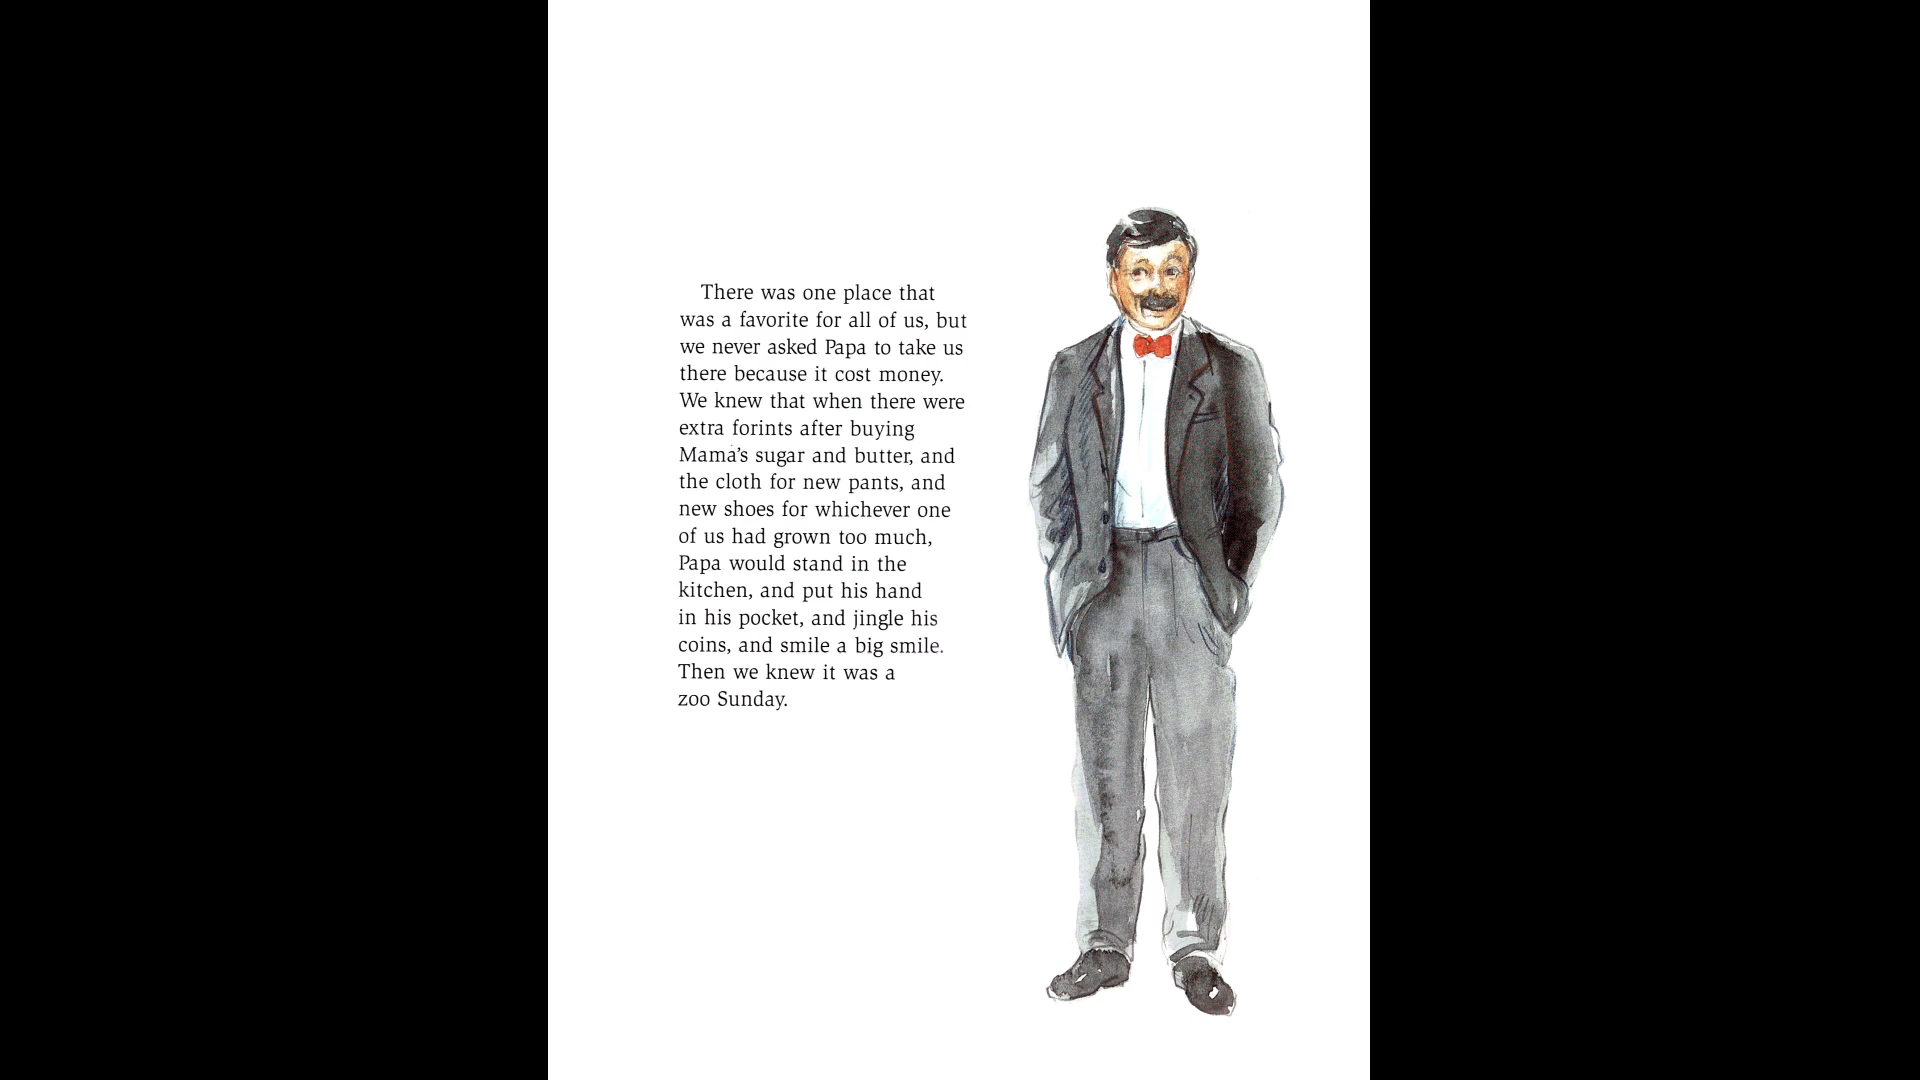 There was one place that
was a favorite for all of us, but
we never asked Papa to take us
there because it cost money.
We knew that when there were
extra forints after buying
Mama’s sugar and butter, and
the cloth for new pants, and
new shoes for whichever one
of us had grown too much,
Papa would stand in the
kitchen, and put his hand
in his pocket, and jingle his
coins, and smile a big smile.
Then we knew it was a
zoo Sunday.